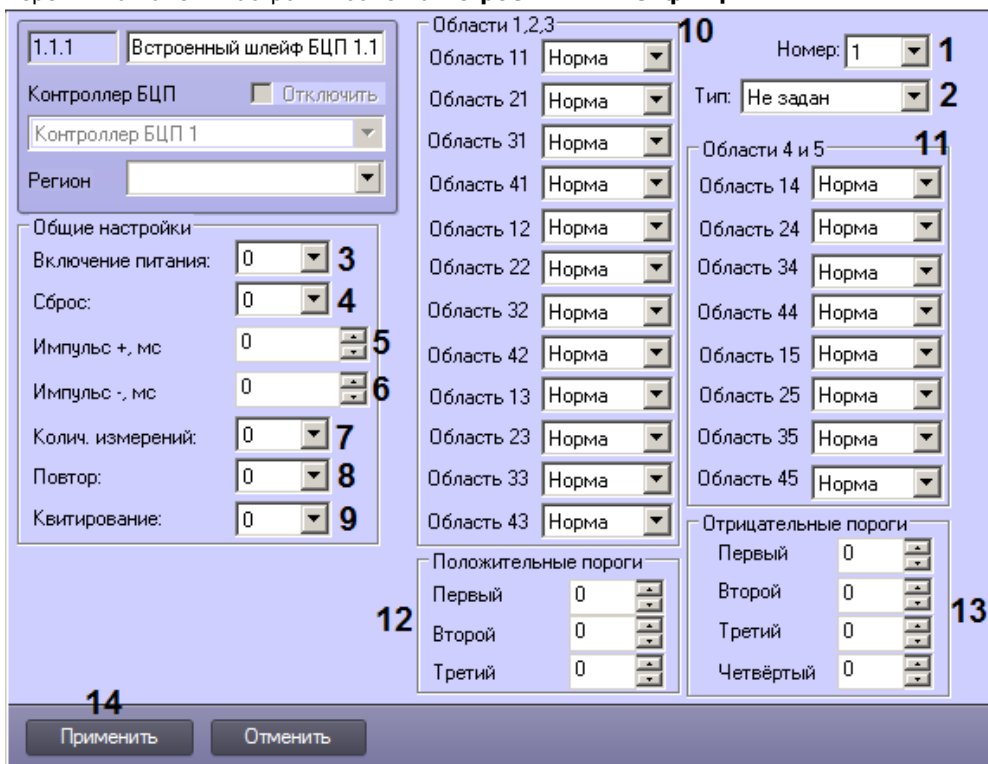 1.1.1 Встроенный шлейф БЦП 1.1
Контроллер БЦП Отключить
Контроллер БЦП 1
Регион
Общие настройки
Включение питания: 0 3
Сброс: 0 4
Импульс +, мс 0 5
Импульс -, мс 0 6
Колич. измерений: 0 7
Повтор: 0 8
Квитирование: 0 9
Области 1,2,3 10
Область 11 Норма
Область 21 Норма
Область 31 Норма
Область 41 Норма
Область 12 Норма
Область 22 Норма
Область 32 Норма
Область 42 Норма
Область 13 Норма
Область 23 Норма
Область 33 Норма
Область 43 Норма
Положительные пороги
12
Первый 0
Второй 0
Третий 0
Номер: 1 1
Тип: Не задан 2
Области 4 и 5 11
Область 14 Норма
Область 24 Норма
Область 34 Норма
Область 44 Норма
Область 15 Норма
Область 25 Норма
Область 35 Норма
Область 45 Норма
Отрицательные пороги
Первый 0
Второй 0
13
Третий 0
Четвёртый 0
14
Применить Отменить